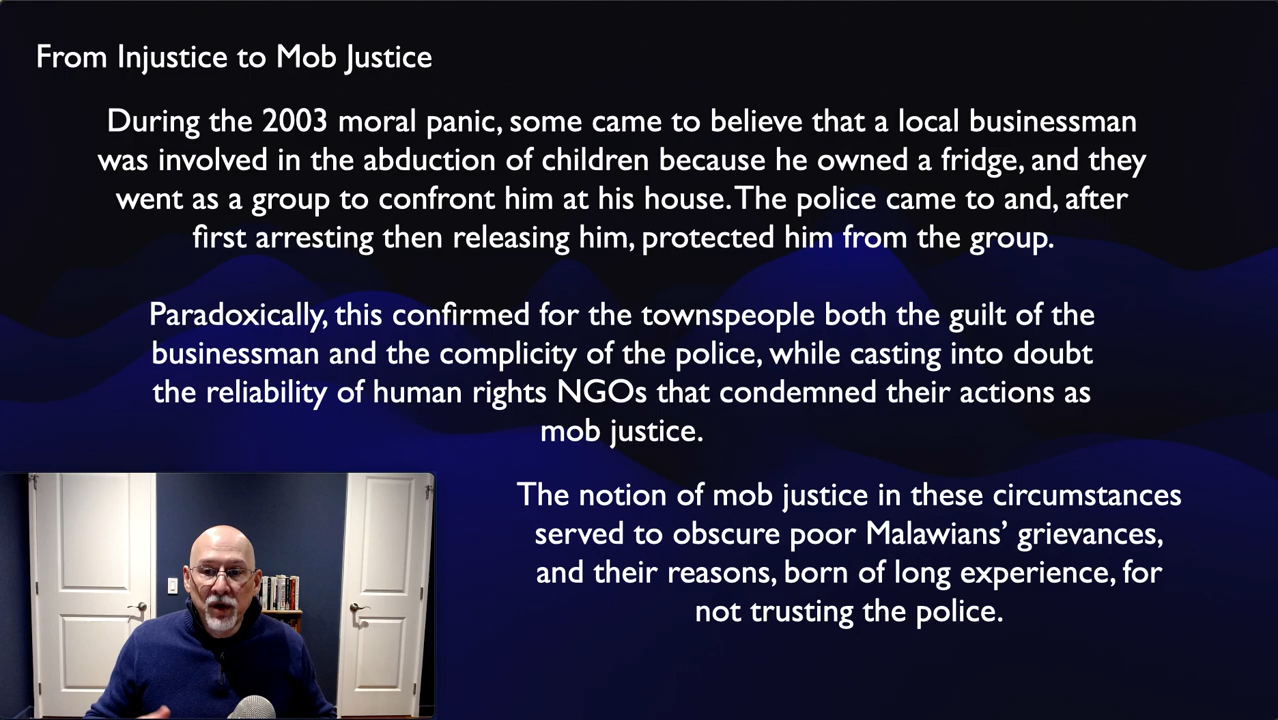 From Injustice to Mob Justice
During the 2003 moral panic, some came to believe that a local businessman
was involved in the abduction of children because he owned a fridge, and they
went as a group to confront him at his house. The police came to and, after
first arresting then releasing him, protected him from the group.
Paradoxically, this confirmed for the townspeople both the guilt of the
businessman and the complicity of the police, while casting into doubt
the reliability of human rights NGOs that condemned their actions as
mob justice.
The notion of mob justice in these circumstances
served to obscure poor Malawians’ grievances,
and their reasons, born of long experience, for
not trusting the police.